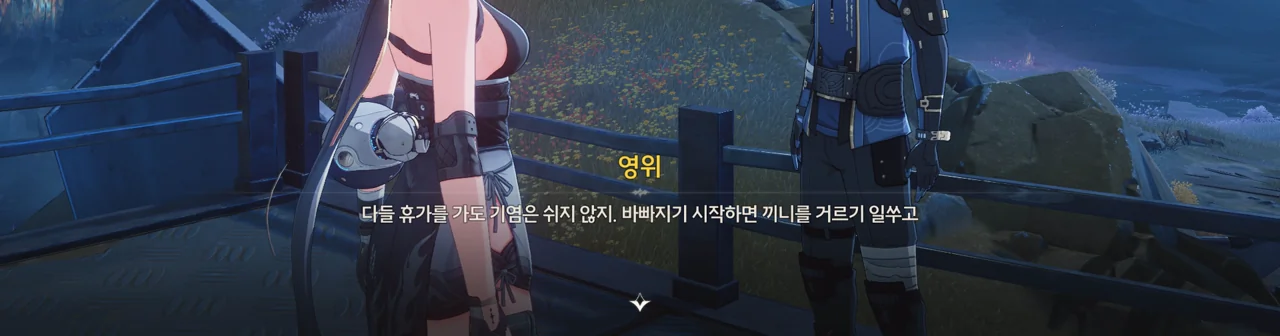 영위
다들 휴가를 가도 기염은 쉬지 않지. 바빠지기 시작하면 끼니를 거르기 일쑤고